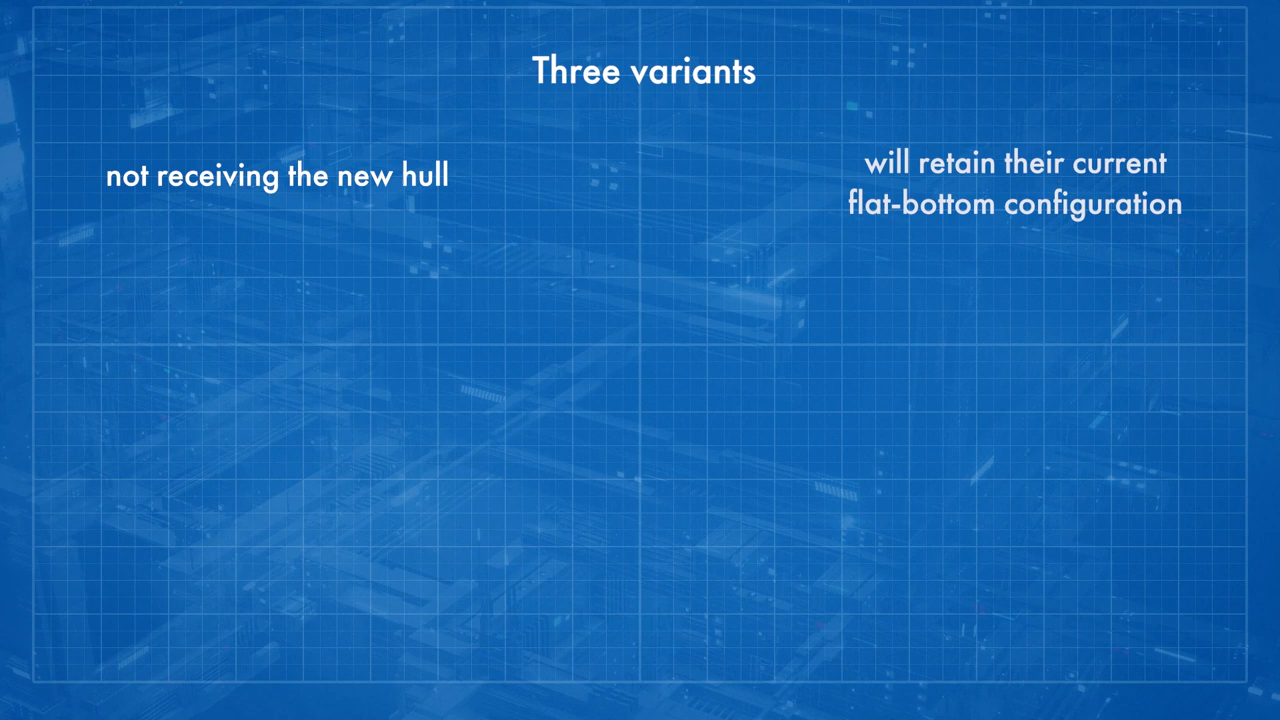 Three variants
not receiving the new hull
will retain their current
flat-bottom configuration